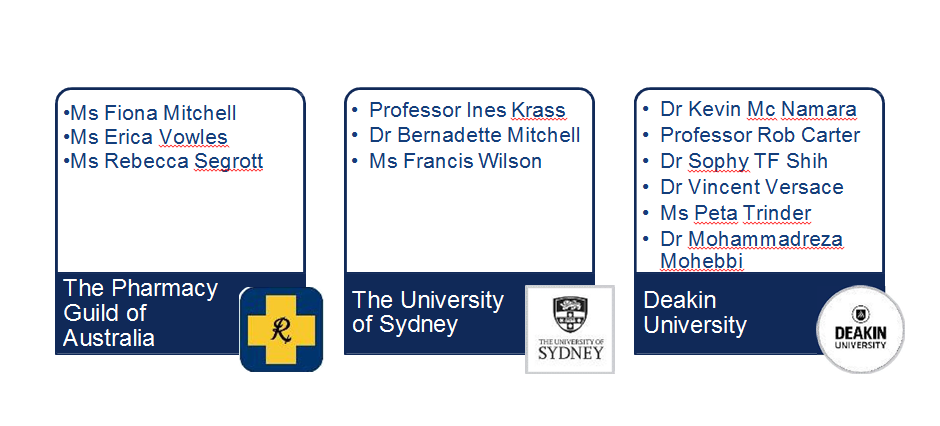 •Ms Fiona Mitchell
•Ms Erica Vowles
•Ms Rebecca Segrott
The Pharmacy
Guild of
Australia
• Professor Ines Krass
• Dr Bernadette Mitchell
• Ms Francis Wilson
The University
of Sydney
THE UNIVERSITY OF
SYDNEY
• Dr Kevin Mc Namara
• Professor Rob Carter
• Dr Sophy TF Shih
• Dr Vincent Versace
• Ms Peta Trinder
• Dr Mohammadreza
Mohebbi
Deakin
University
DEAKIN
UNIVERSITY